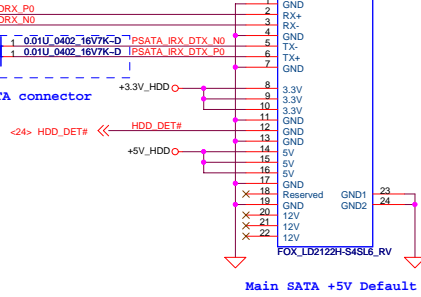 GND
DRX_P0 2 RX+
DRX_N0 3 RX-
4 GND
1 0.01U_0402_16V7K~D PSATA_IRX_DTX_N0 5 TX-
1 0.01U_0402_16V7K~D PSATA_IRX_DTX_P0 6 TX+
7 GND
+3.3V_HDD 8 3.3V
TA connector
9 3.3V
10 3.3V
11 GND
<24> HDD_DET# HDD_DET# 12 GND
13 GND
+5V_HDD 14 5V
15 5V
16 5V
17 GND
18 Reserved GND1 23
19 GND GND2 24
20 12V
21 12V
22 12V
FOX_LD2122H-S4SL6_RV
Main SATA +5V Default